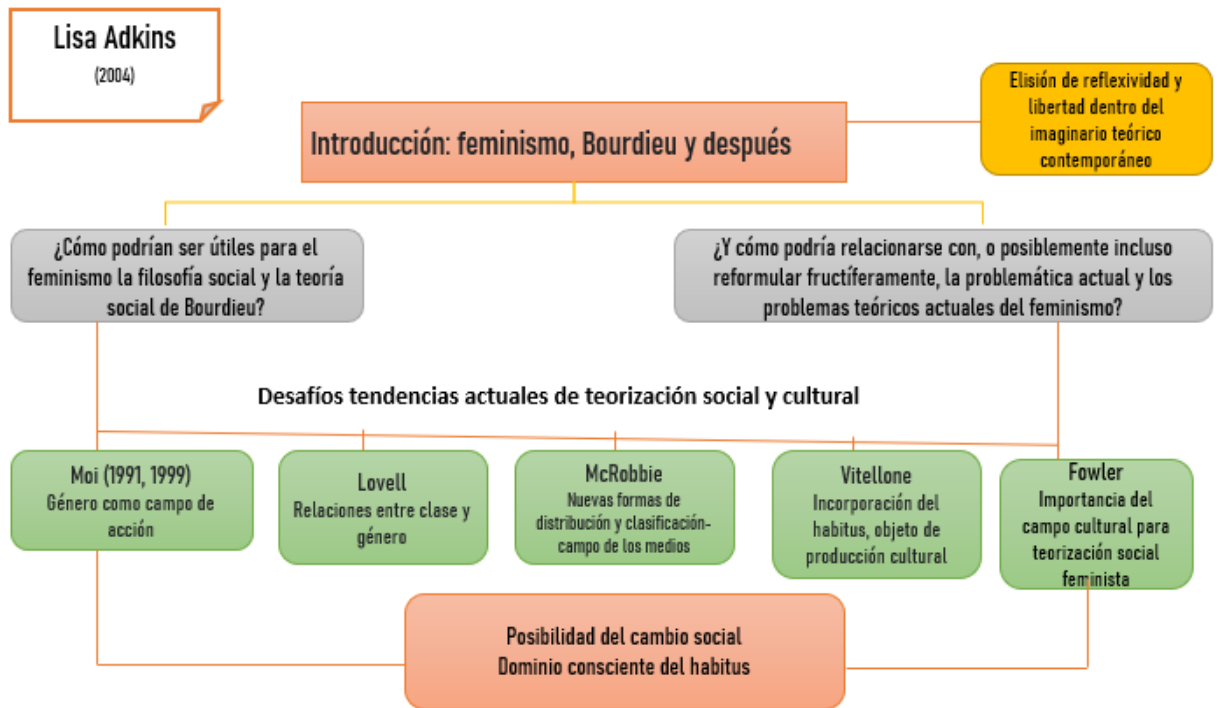 Lisa Adkins
(2004)
Elisión de reflexividad y
libertad dentro del
imaginario teórico
contemporáneo
Introducción: feminismo, Bourdieu y después
¿Cómo podrían ser útiles para el
feminismo la filosofía social y la teoría
social de Bourdieu?
¿Y cómo podría relacionarse con, o posiblemente incluso
reformular fructíferamente, la problemática actual y los
problemas teóricos actuales del feminismo?
Desafíos tendencias actuales de teorización social y cultural
Moi (1991, 1999)
Género como campo de
acción
Lovell
Relaciones entre clase y
género
McRobbie
Nuevas formas de
distribución y clasificación-
campo de los medios
Vitellone
Incorporación del
habitus, objeto de
producción cultural
Fowler
Importancia del
campo cultural para
teorización social
feminista
Posibilidad del cambio social
Dominio consciente del habitus